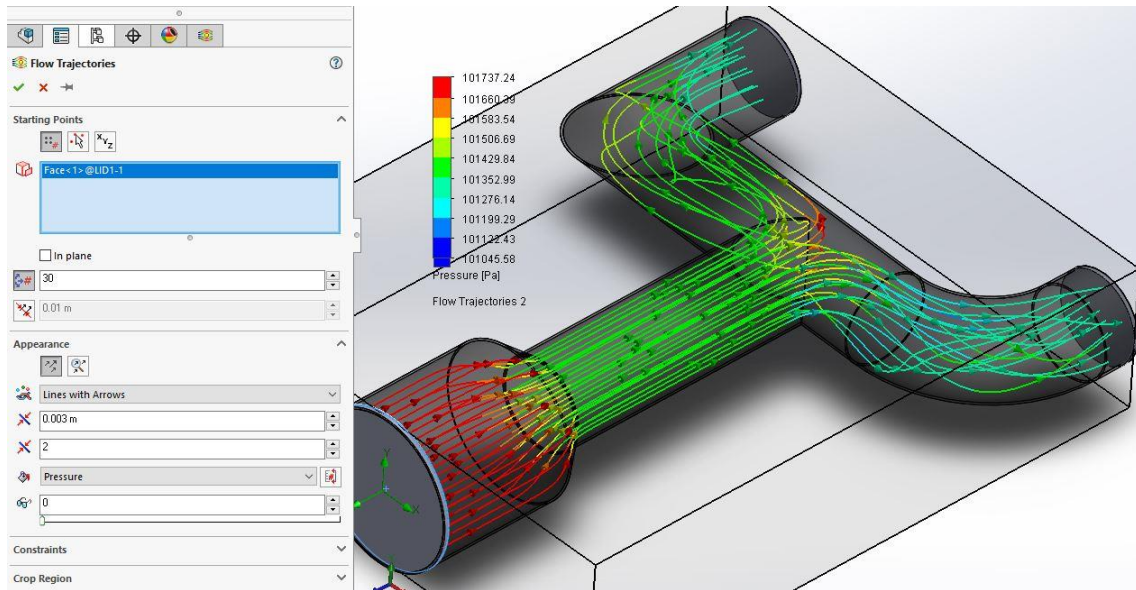 Flow Trajectories
Starting Points
Face<1>@LID1-1
In plane
30
0.01 m
Appearance
Lines with Arrows
0.003 m
2
Pressure
0
Constraints
Crop Region
101737.24
101660.39
101583.54
101506.69
101429.84
101352.99
101276.14
101199.29
101122.43
101045.58
Pressure [Pa]
Flow Trajectories 2
Y
X